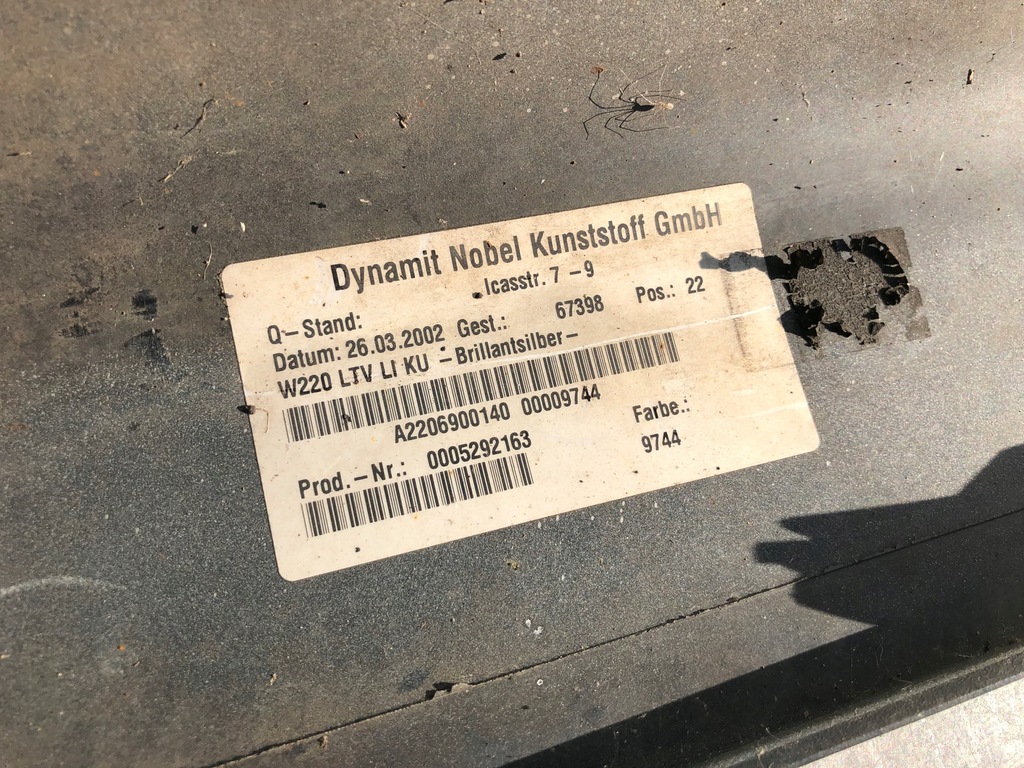 Dynamit Nobel Kunststoff GmbH
Icasstr. 7-9
Q-Stand:
Datum: 26.03.2002 Gest.: 67398 Pos.: 22
W220 LTV LI KU -Brillantsilber-
A2206900140 00009744
Prod.-Nr.: 0005292163 Farbe.:
9744